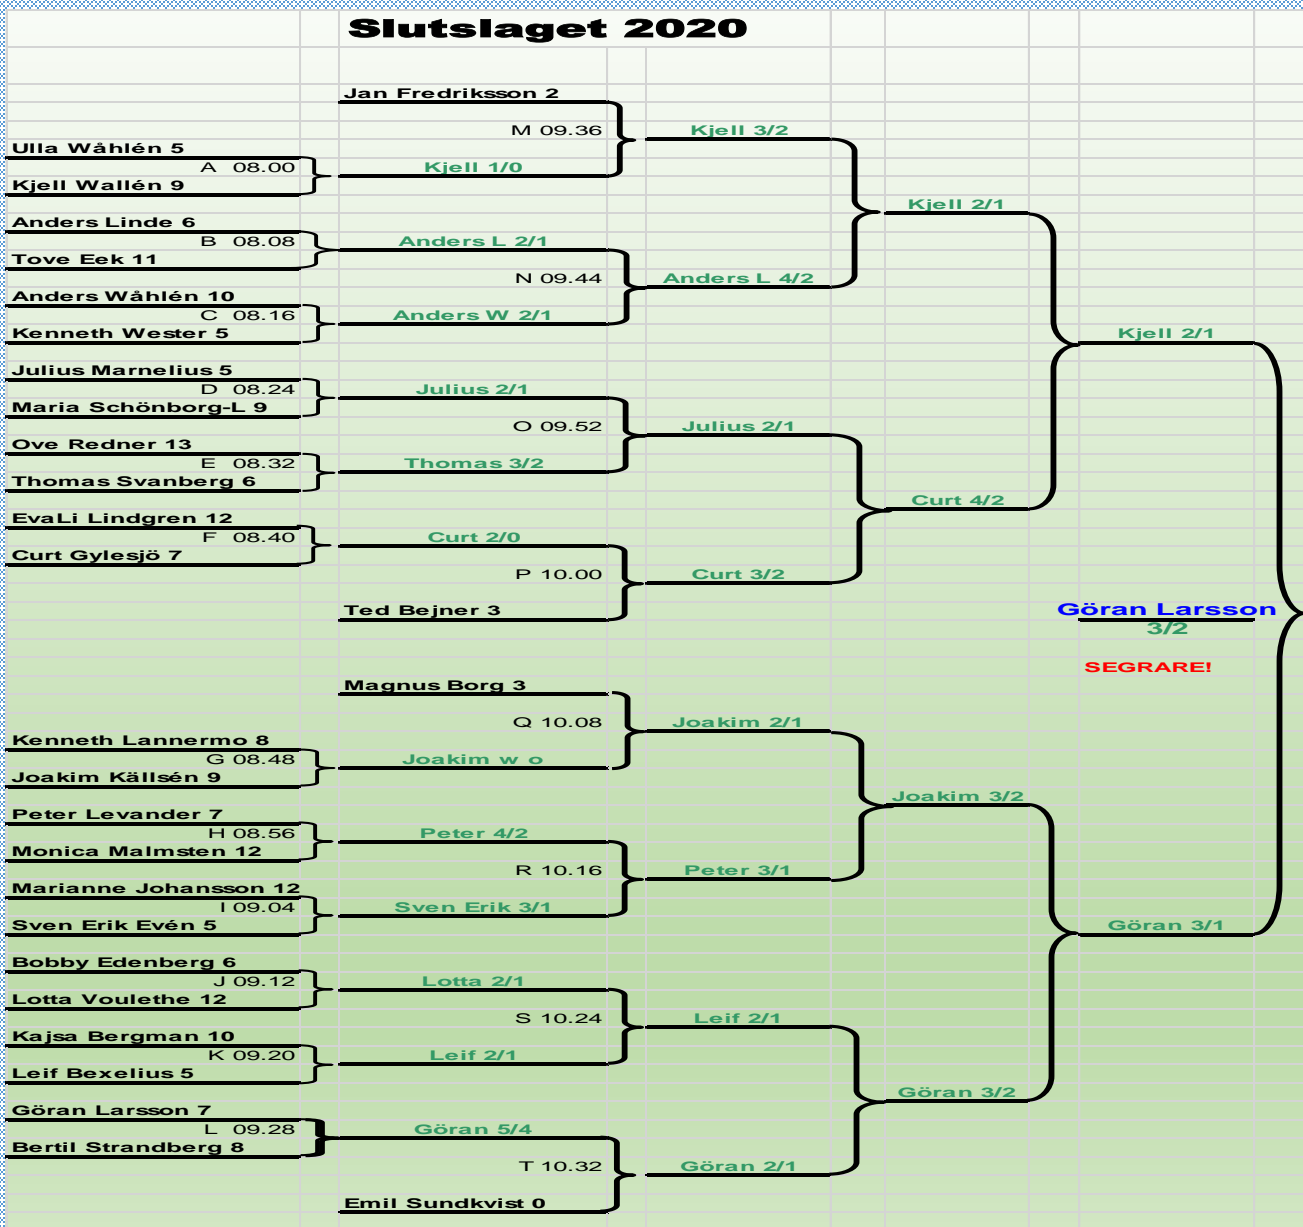 Slutslaget 2020
Jan Fredriksson 2
M 09.36
Kjell 3/2
Ulla Wåhlén 5
A 08.00
Kjell 1/0
Kjell Wallén 9
Kjell 2/1
Anders Linde 6
B 08.08
Anders L 2/1
Tove Eek 11
N 09.44
Anders L 4/2
Anders Wåhlén 10
C 08.16
Anders W 2/1
Kenneth Wester 5
Kjell 2/1
Julius Marnelius 5
D 08.24
Julius 2/1
Maria Schönborg-L 9
O 09.52
Julius 2/1
Ove Redner 13
E 08.32
Thomas 3/2
Thomas Svanberg 6
Curt 4/2
EvaLi Lindgren 12
F 08.40
Curt 2/0
Curt Gylesjö 7
P 10.00
Curt 3/2
Ted Bejner 3
Göran Larsson
3/2
SEGRARE!
Magnus Borg 3
Q 10.08
Joakim 2/1
Kenneth Lannermo 8
G 08.48
Joakim w o
Joakim Källsén 9
Joakim 3/2
Peter Levander 7
H 08.56
Peter 4/2
Monica Malmsten 12
R 10.16
Peter 3/1
Marianne Johansson 12
I 09.04
Sven Erik 3/1
Sven Erik Evén 5
Göran 3/1
Bobby Edenberg 6
J 09.12
Lotta 2/1
Lotta Voulethe 12
S 10.24
Leif 2/1
Kajsa Bergman 10
K 09.20
Leif 2/1
Leif Bexelius 5
Göran 3/2
Göran Larsson 7
L 09.28
Göran 5/4
Bertil Strandberg 8
T 10.32
Göran 2/1
Emil Sundkvist 0